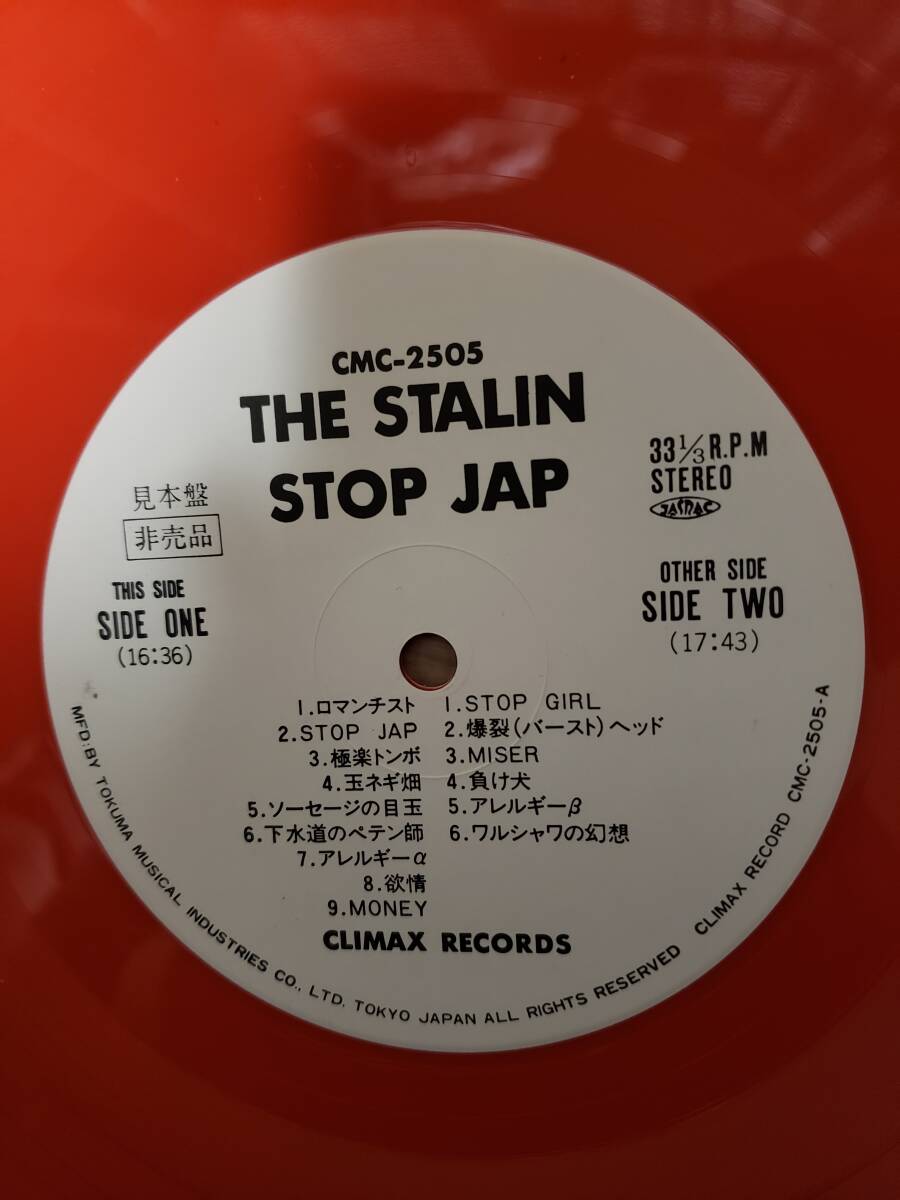 CMC-2505
THE STALIN
STOP JAP
見本盤
非売品
33 1/3 R.P.M
STEREO
JASRAC
THIS SIDE
SIDE ONE
(16:36)
OTHER SIDE
SIDE TWO
(17:43)
1.ロマンチスト
2.STOP JAP
3.極楽トンボ
4.玉ネギ畑
5.ソーセージの目玉
6.下水道のペテン師
7.アレルギーα
8.欲情
9.MONEY
1.STOP GIRL
2.爆裂(バースト)ヘッド
3.MISER
4.負け犬
5.アレルギーβ
6.ワルシャワの幻想
CLIMAX RECORDS
MFD:BY TOKUMA MUSICAL INDUSTRIES CO., LTD. TOKYO JAPAN ALL RIGHTS RESERVED CLIMAX RECORD CMC-2505-A